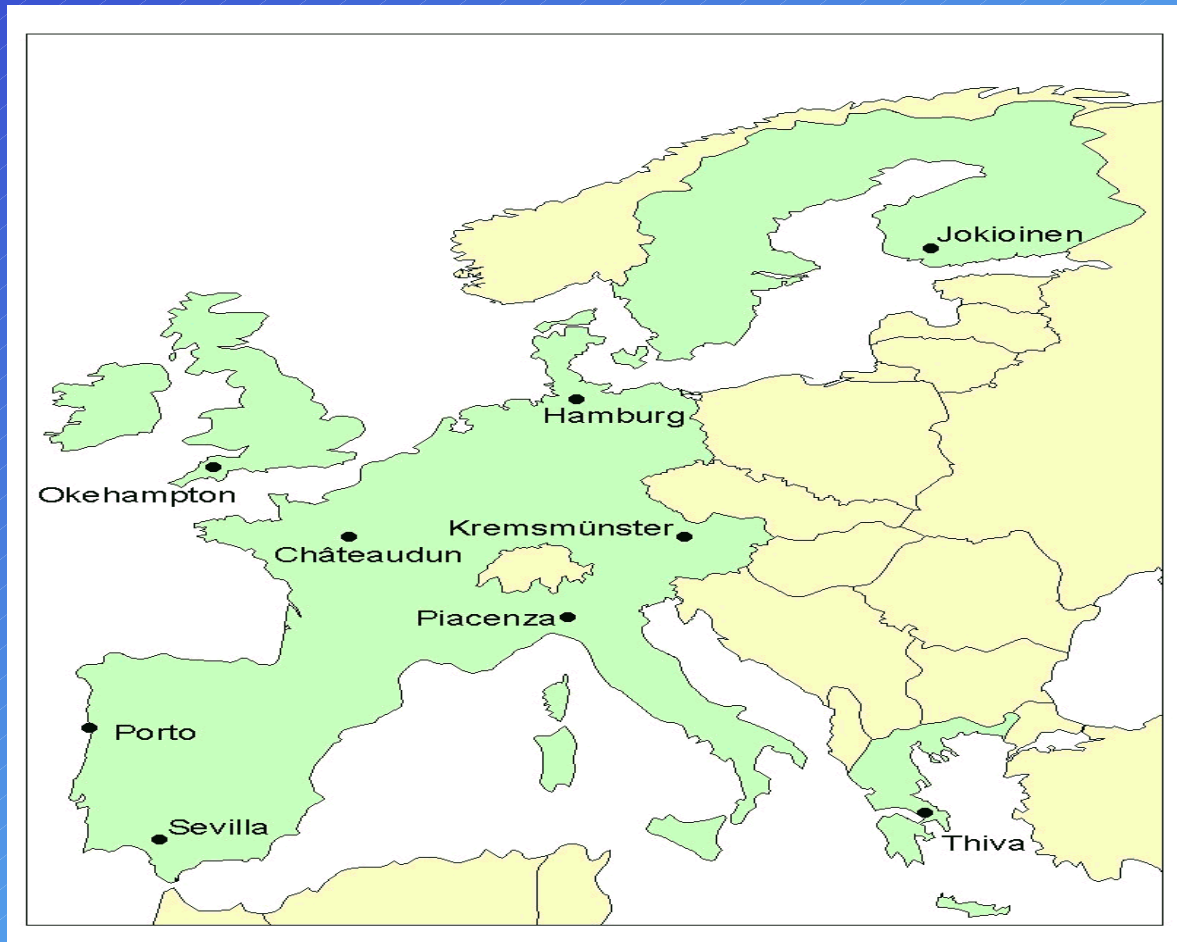 Jokioinen
Hamburg
Okehampton
Kremsmünster
Châteaudun
Piacenza
Porto
Sevilla
Thiva